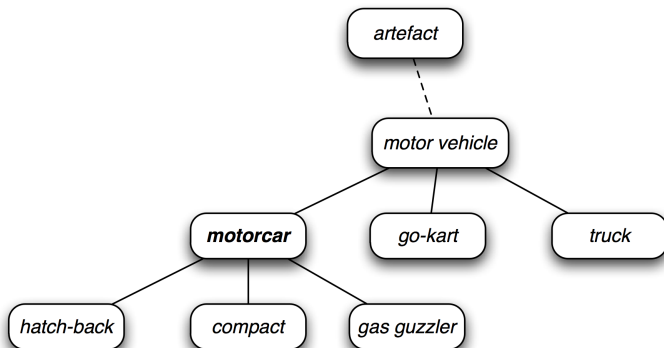 artefact
motor vehicle
motorcar
go-kart
truck
hatch-back
compact
gas guzzler